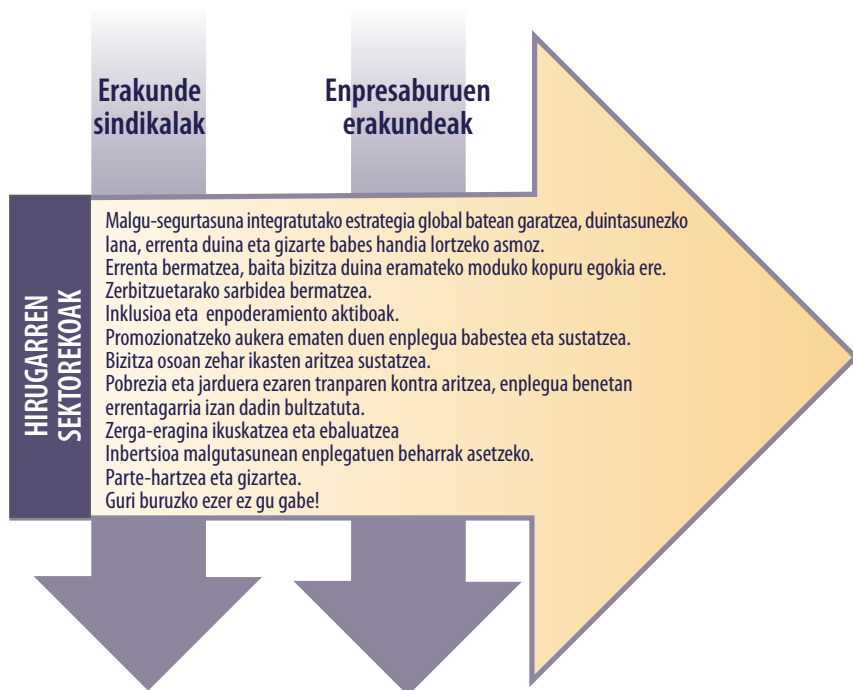 Erakunde
sindikalak
Enpresaburuen
erakundeak
HIRUGARREN
SEKTOREKOAK
Malgu-segurtasuna integratutako estrategia global batean garatzea, duintasunezko
lana, errenta duina eta gizarte babes handia lortzeko asmoz.
Errenta bermatzea, baita bizitza duina eramateko moduko kopuru egokia ere.
Zerbitzuetarako sarbidea bermatzea.
Inklusioa eta enpoderamiento aktiboak.
Promozionatzeko aukera ematen duen enplegua babestea eta sustatzea.
Bizitza osoan zehar ikasten aritzea sustatzea.
Pobrezia eta jarduera ezaren tranparen kontra aritzea, enplegua benetan
errentagarria izan dadin bultzatuta.
Zerga-eragina ikuskatzea eta ebaluatzea
Inbertsioa malgutasunean enplegatuen beharrak asetzeko.
Parte-hartzea eta gizartea.
Guri buruzko ezer ez gu gabe!